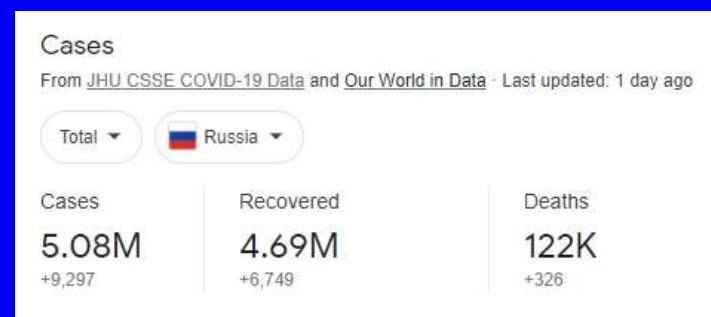 Cases
From JHU CSSE COVID-19 Data and Our World in Data · Last updated: 1 day ago
Total Russia
Cases Recovered Deaths
5.08M 4.69M 122K
+9,297 +6,749 +326